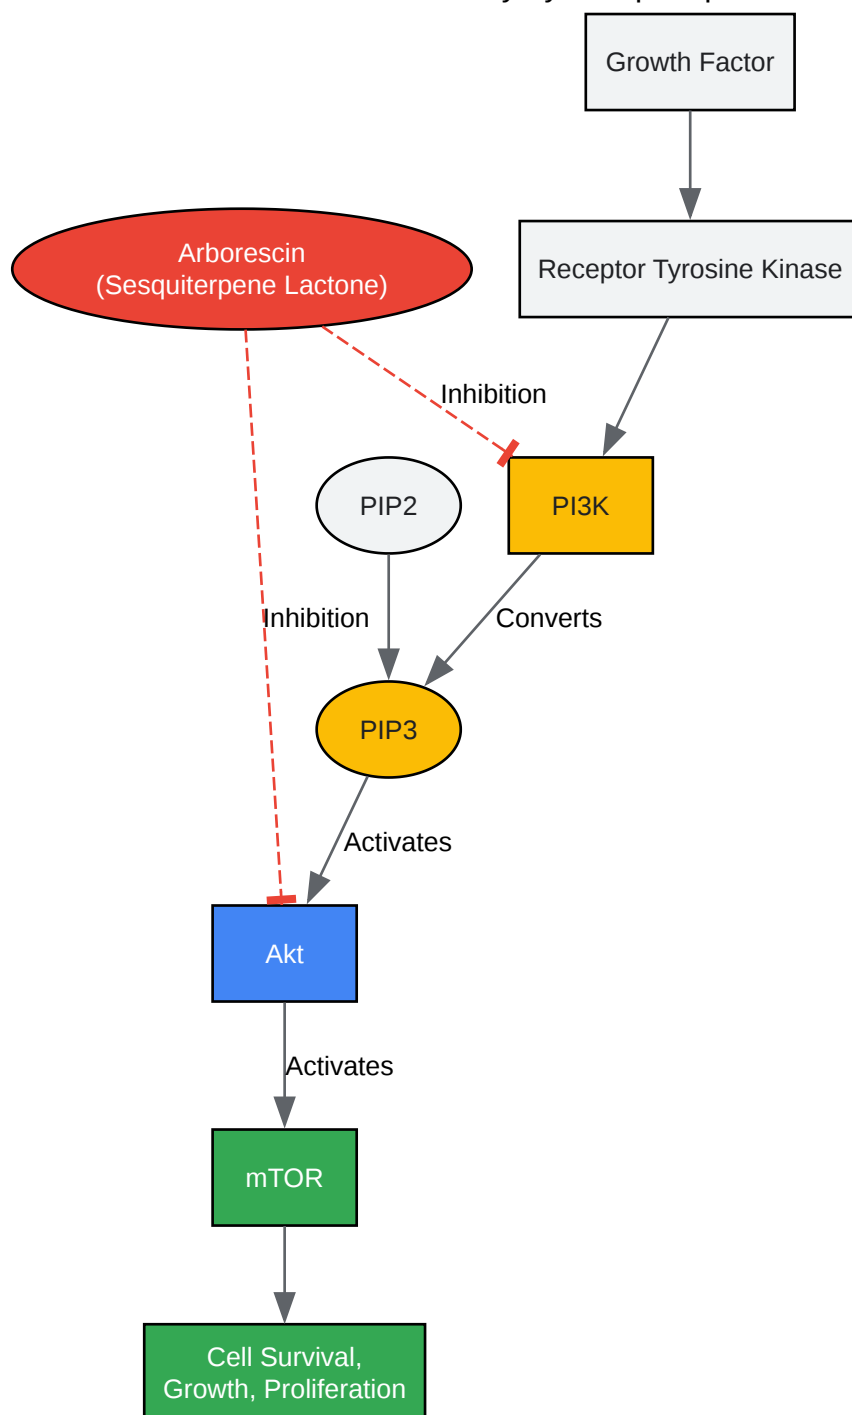 Growth Factor
Arborescin
(Sesquiterpene Lactone)
Receptor Tyrosine Kinase
Inhibition
PIP2
PI3K
Inhibition
Converts
PIP3
Activates
Akt
Activates
mTOR
Cell Survival,
Growth, Proliferation